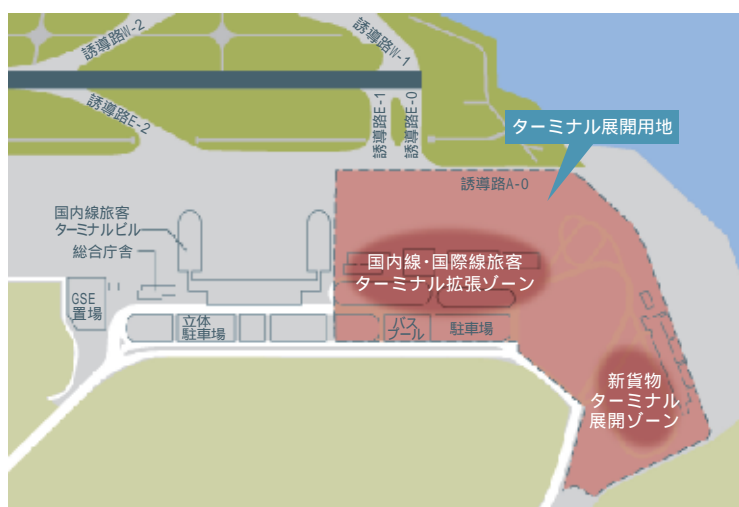 誘導路W-2
誘導路W-1
誘導路E-2
誘導路E-1
誘導路E-0
ターミナル展開用地
誘導路A-0
国内線旅客
ターミナルビル
総合庁舎
国内線・国際線旅客
ターミナル拡張ゾーン
GSE
置場
立体
駐車場
バス
プール
駐車場
新貨物
ターミナル
展開ゾーン